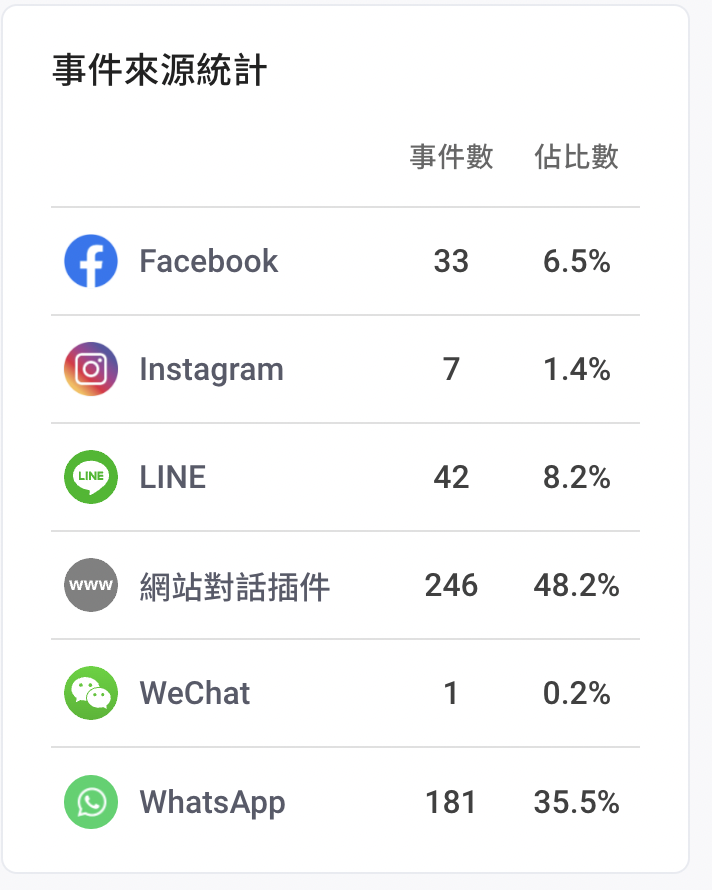 事件來源統計
事件數 佔比數
Facebook 33 6.5%
Instagram 7 1.4%
LINE LINE 42 8.2%
www 網站對話插件 246 48.2%
WeChat 1 0.2%
WhatsApp 181 35.5%